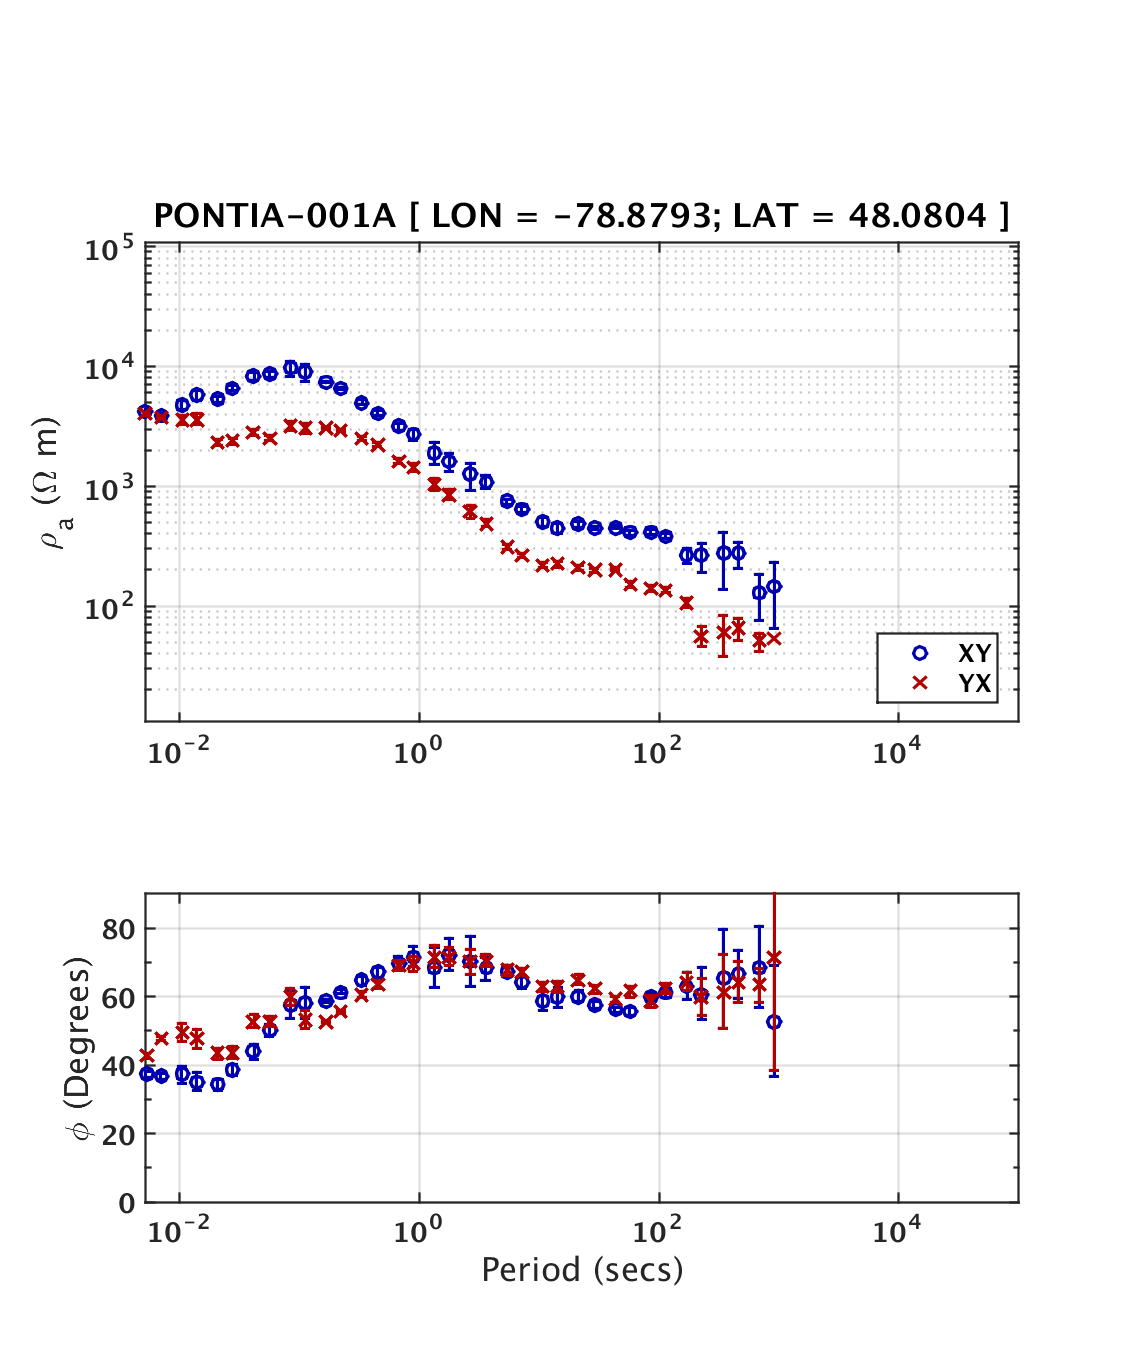 PONTIA-001A [ LON = -78.8793; LAT = 48.0804 ]
10^5
10^4
10^3
10^2
ρ_a (Ω m)
XY
YX
10^-2 10^0 10^2 10^4
80
60
40
20
0
ϕ (Degrees)
10^-2 10^0 10^2 10^4
Period (secs)